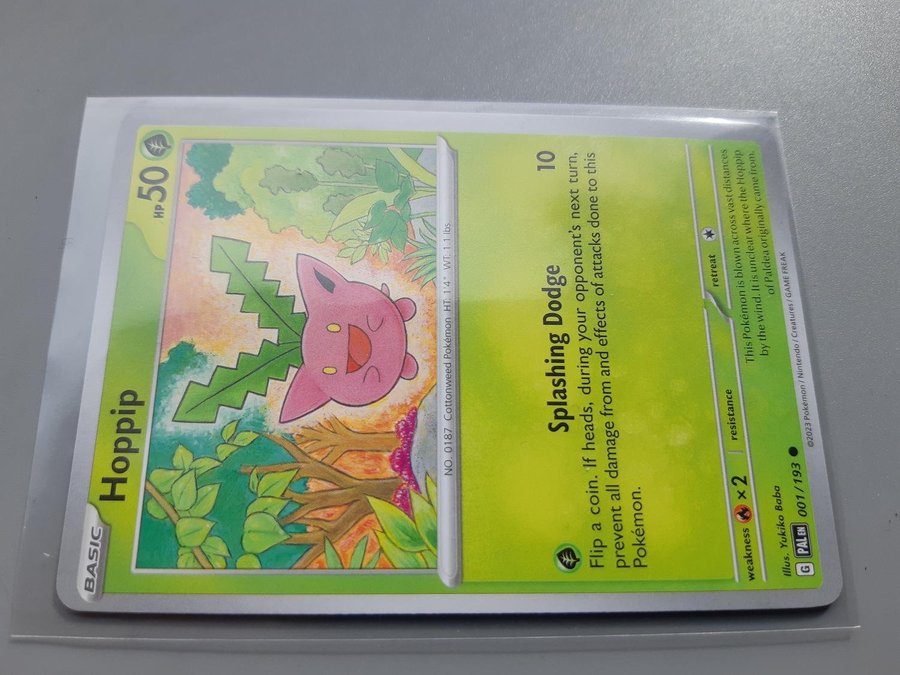 BASIC
Hoppip HP 50
NO. 0187 Cottonweed Pokémon HT: 1'4" WT: 1.1 lbs.
Splashing Dodge 10
Flip a coin. If heads, during your opponent's next turn,
prevent all damage from and effects of attacks done to this
Pokémon.
weakness ×2 resistance retreat
Illus. Yukiko Baba
G PAL EN 001/193
This Pokémon is blown across vast distances
by the wind. It is unclear where the Hoppip
of Paldea originally came from.
©2023 Pokémon / Nintendo / Creatures / GAME FREAK